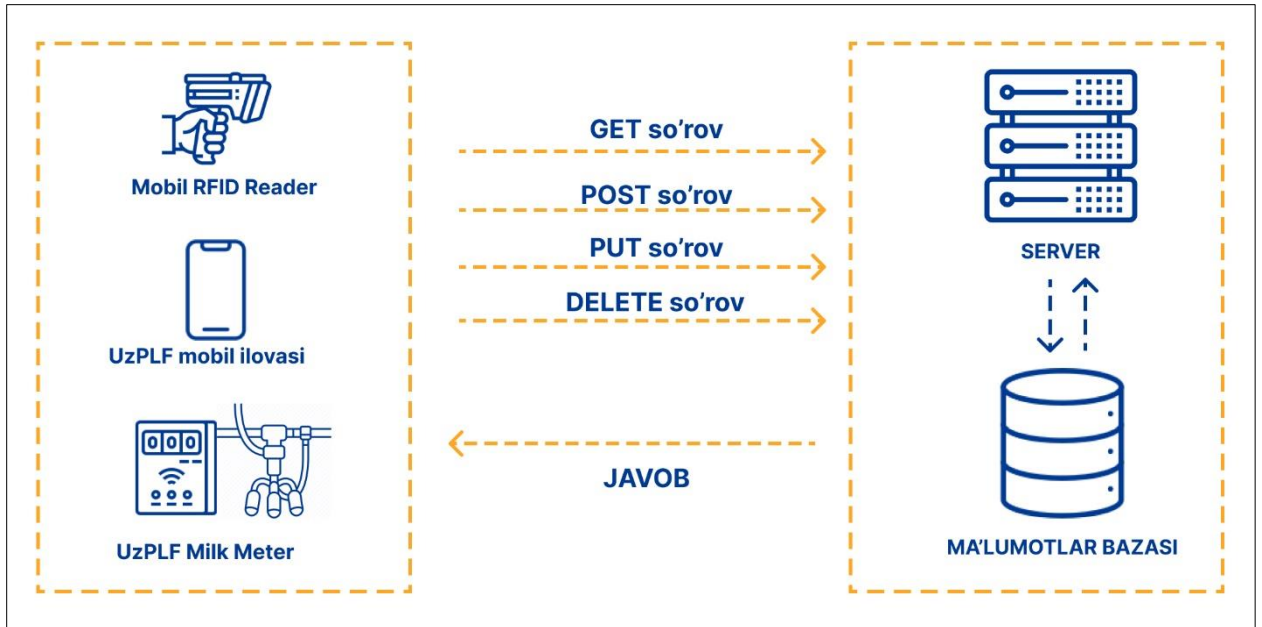 Mobil RFID Reader
UzPLF mobil ilovasi
000
UzPLF Milk Meter
GET so'rov
POST so'rov
PUT so'rov
DELETE so'rov
JAVOB
SERVER
MA'LUMOTLAR BAZASI